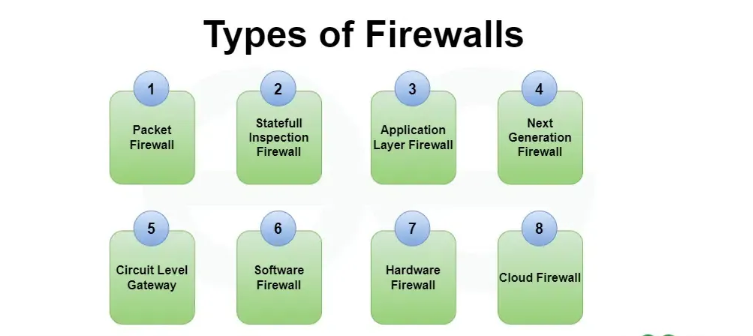 Types of Firewalls
1
Packet
Firewall
2
Statefull
Inspection
Firewall
3
Application
Layer Firewall
4
Next
Generation
Firewall
5
Circuit Level
Gateway
6
Software
Firewall
7
Hardware
Firewall
8
Cloud Firewall